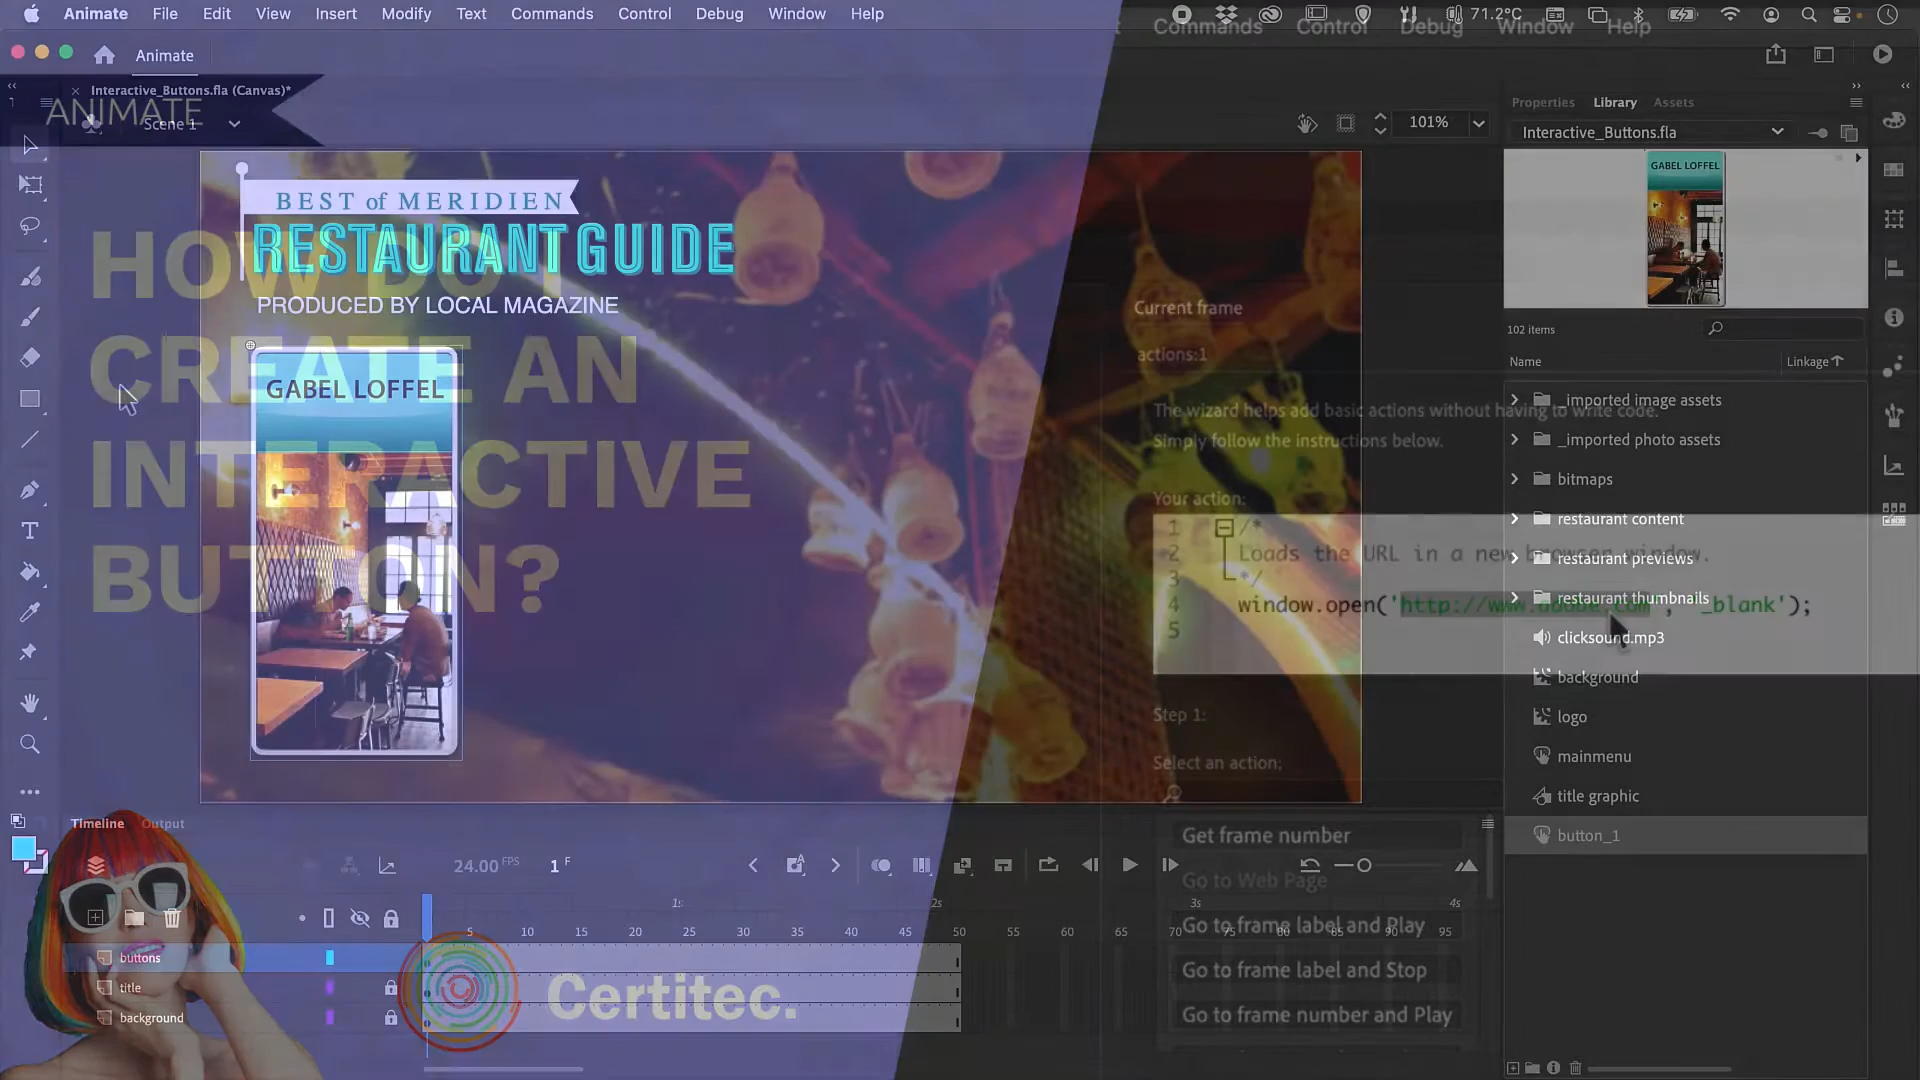 Animate File Edit View Insert Modify Text Commands Control Debug Window Help
71.2°C
Commands Control Debug Window Help
Animate
Interactive_Buttons.fla (Canvas)*
ANIMATE
Scene 1
101%
Properties Library Assets
Interactive_Buttons.fla
GABEL LOFFEL
BEST of MERIDIEN
RESTAURANT GUIDE
PRODUCED BY LOCAL MAGAZINE
GABEL LOFFEL
HOW DO I
CREATE AN
INTERACTIVE
BUTTON?
Current frame
actions:1
The wizard helps add basic actions without having to write code.
Simply follow the instructions below.
Your action:
1 /*
2 Loads the URL in a new browser window.
3 */
4 window.open('http://www.adobe.com', '_blank');
5
Step 1:
Select an action:
Get frame number
Go to Web Page
Go to frame label and Play
Go to frame label and Stop
Go to frame number and Play
102 items
Name Linkage
_imported image assets
_imported photo assets
bitmaps
restaurant content
restaurant previews
restaurant thumbnails
clicksound.mp3
background
logo
mainmenu
title graphic
button_1
Timeline Output
24.00 FPS 1 F
1s 2s 3s 4s
5 10 15 20 25 30 35 40 45 50 55 60 65 70 75 80 85 90 95
buttons
title
background
Certitec.